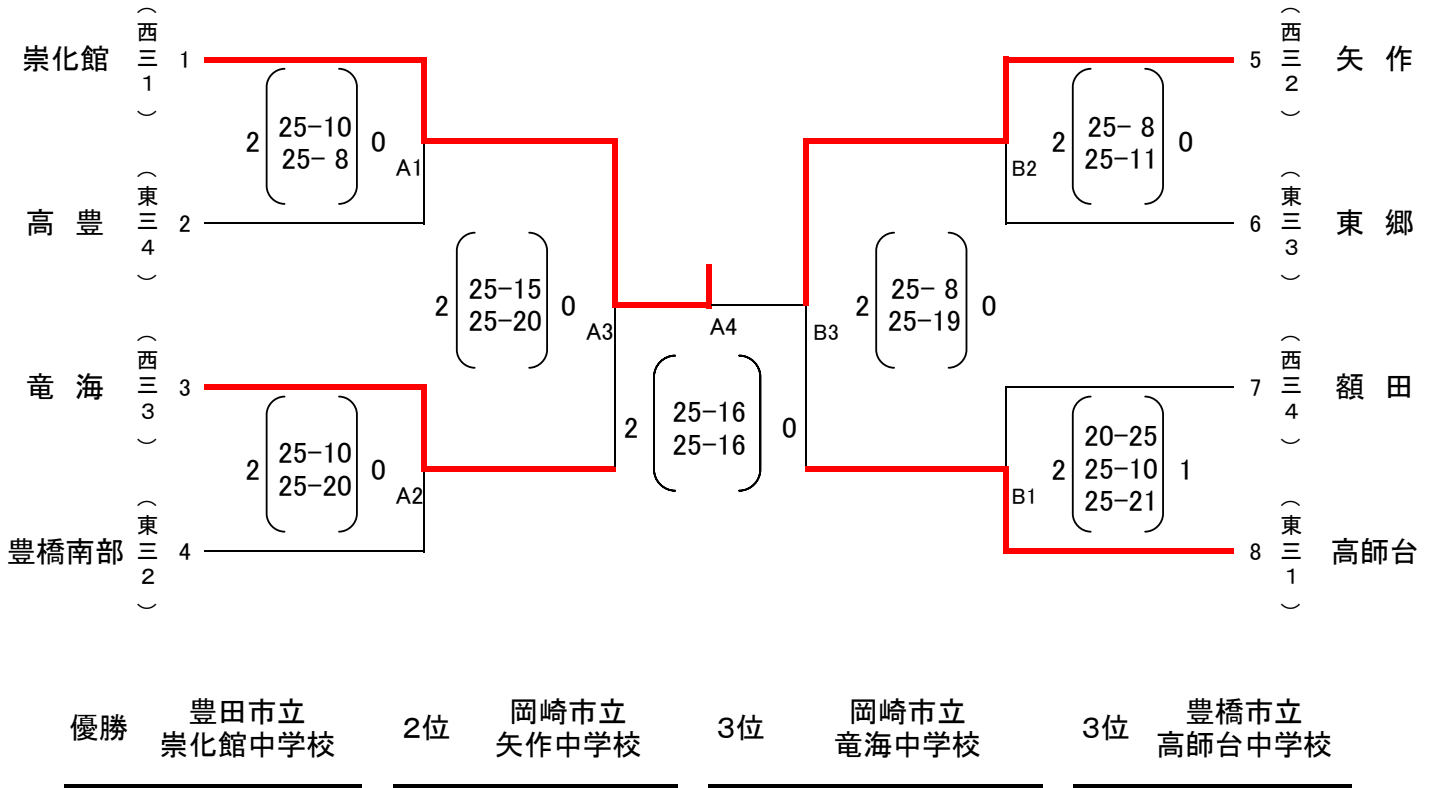 崇化館 （西三1） 1
2 25-10 0
25- 8
A1
高 豊 （東三4） 2
2 25-15 0
25-20
A3
竜 海 （西三3） 3
2 25-10 0
25-20
A2
豊橋南部 （東三2） 4
A4
2 25-16 0
25-16
5 （西三2） 矢 作
2 25- 8 0
25-11
B2
6 （東三3） 東 郷
2 25- 8 0
25-19
B3
7 （西三4） 額 田
20-25
2 25-10 1
25-21
B1
8 （東三1） 高師台
優勝 豊田市立
崇化館中学校
2位 岡崎市立
矢作中学校
3位 岡崎市立
竜海中学校
3位 豊橋市立
高師台中学校